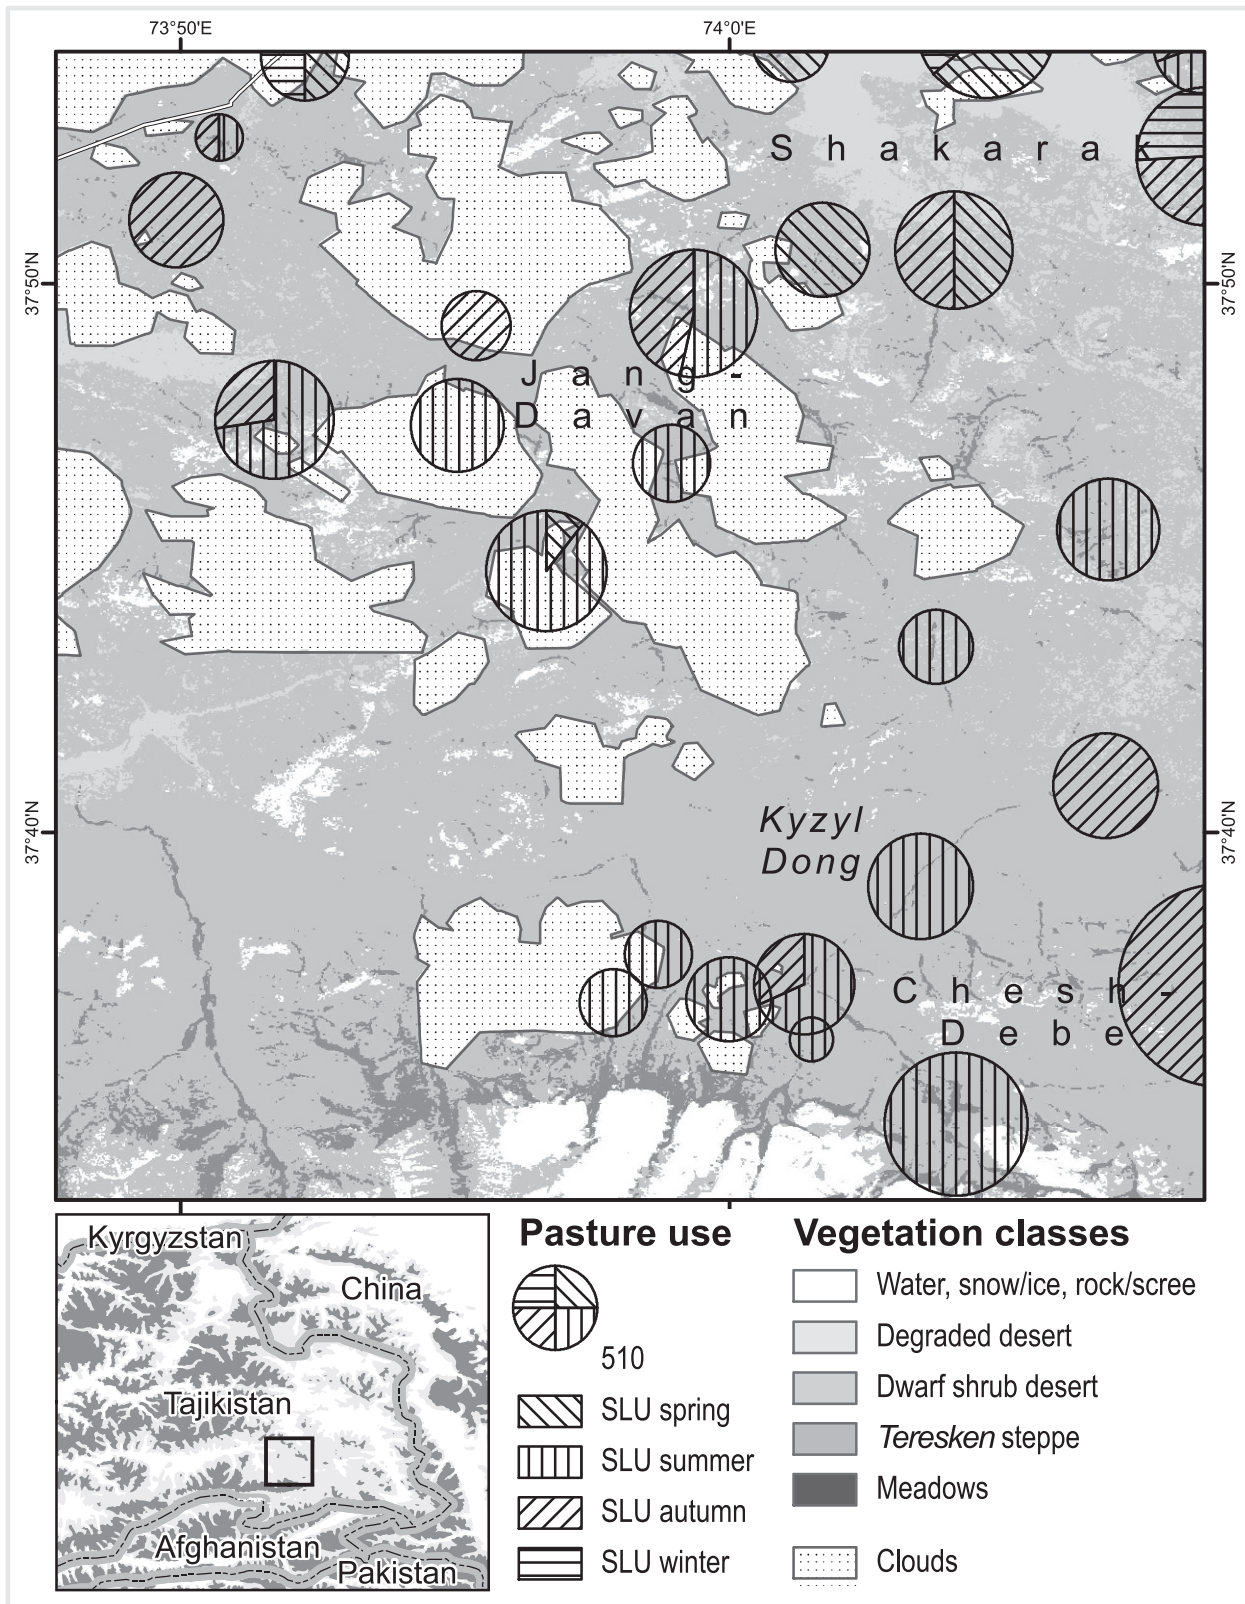 73°50'E
74°0'E
Shakarak
37°50'N
37°50'N
Jang-
Davan
37°40'N
Kyzyl
Dong
37°40'N
Chesh-
Debe
Kyrgyzstan
China
Tajikistan
Afghanistan
Pakistan
Pasture use
510
SLU spring
SLU summer
SLU autumn
SLU winter
Vegetation classes
Water, snow/ice, rock/scree
Degraded desert
Dwarf shrub desert
Teresken steppe
Meadows
Clouds